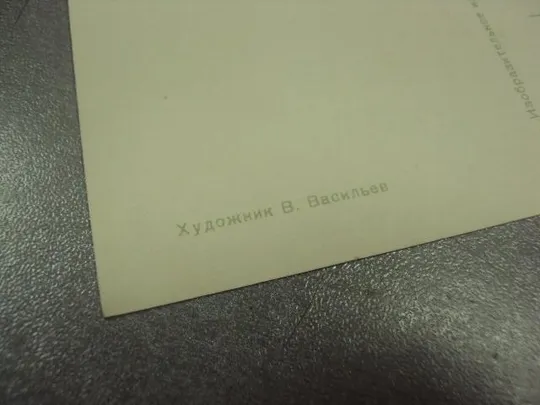 Художник В. Васильев
Изобразительное